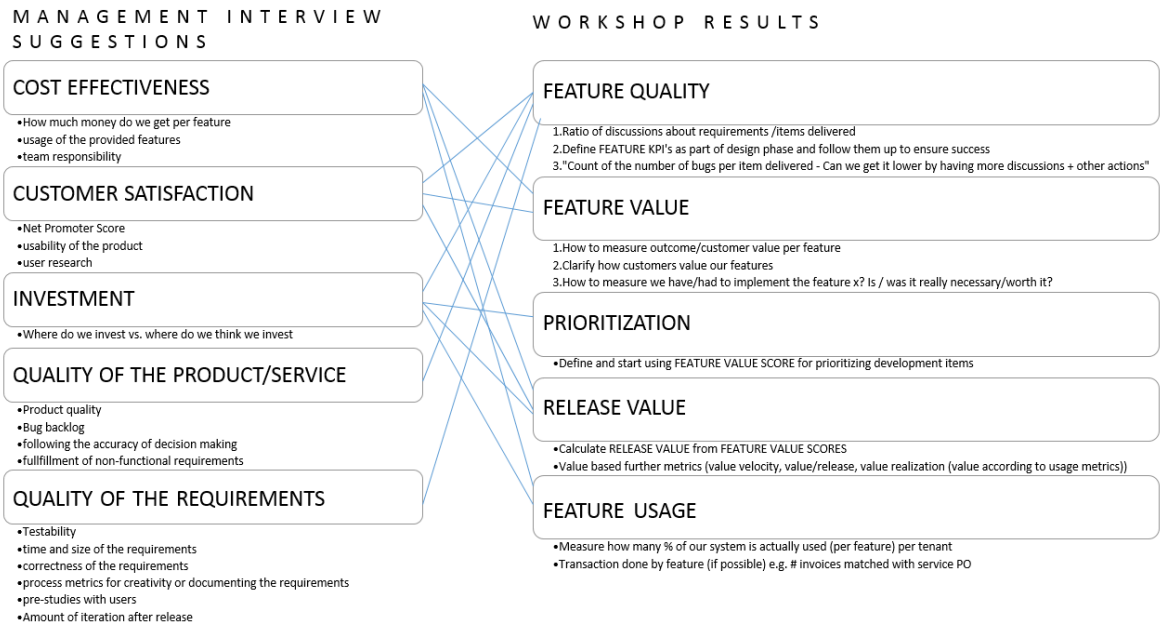 MANAGEMENT INTERVIEW
SUGGESTIONS
COST EFFECTIVENESS
•How much money do we get per feature
•usage of the provided features
•team responsibility
CUSTOMER SATISFACTION
•Net Promoter Score
•usability of the product
•user research
INVESTMENT
•Where do we invest vs. where do we think we invest
QUALITY OF THE PRODUCT/SERVICE
•Product quality
•Bug backlog
•following the accuracy of decision making
•fullfillment of non-functional requirements
QUALITY OF THE REQUIREMENTS
•Testability
•time and size of the requirements
•correctness of the requirements
•process metrics for creativity or documenting the requirements
•pre-studies with users
•Amount of iteration after release
WORKSHOP RESULTS
FEATURE QUALITY
1.Ratio of discussions about requirements /items delivered
2.Define FEATURE KPI's as part of design phase and follow them up to ensure success
3."Count of the number of bugs per item delivered - Can we get it lower by having more discussions + other actions"
FEATURE VALUE
1.How to measure outcome/customer value per feature
2.Clarify how customers value our features
3.How to measure we have/had to implement the feature x? Is / was it really necessary/worth it?
PRIORITIZATION
•Define and start using FEATURE VALUE SCORE for prioritizing development items
RELEASE VALUE
•Calculate RELEASE VALUE from FEATURE VALUE SCORES
•Value based further metrics (value velocity, value/release, value realization (value according to usage metrics))
FEATURE USAGE
•Measure how many % of our system is actually used (per feature) per tenant
•Transaction done by feature (if possible) e.g. # invoices matched with service PO